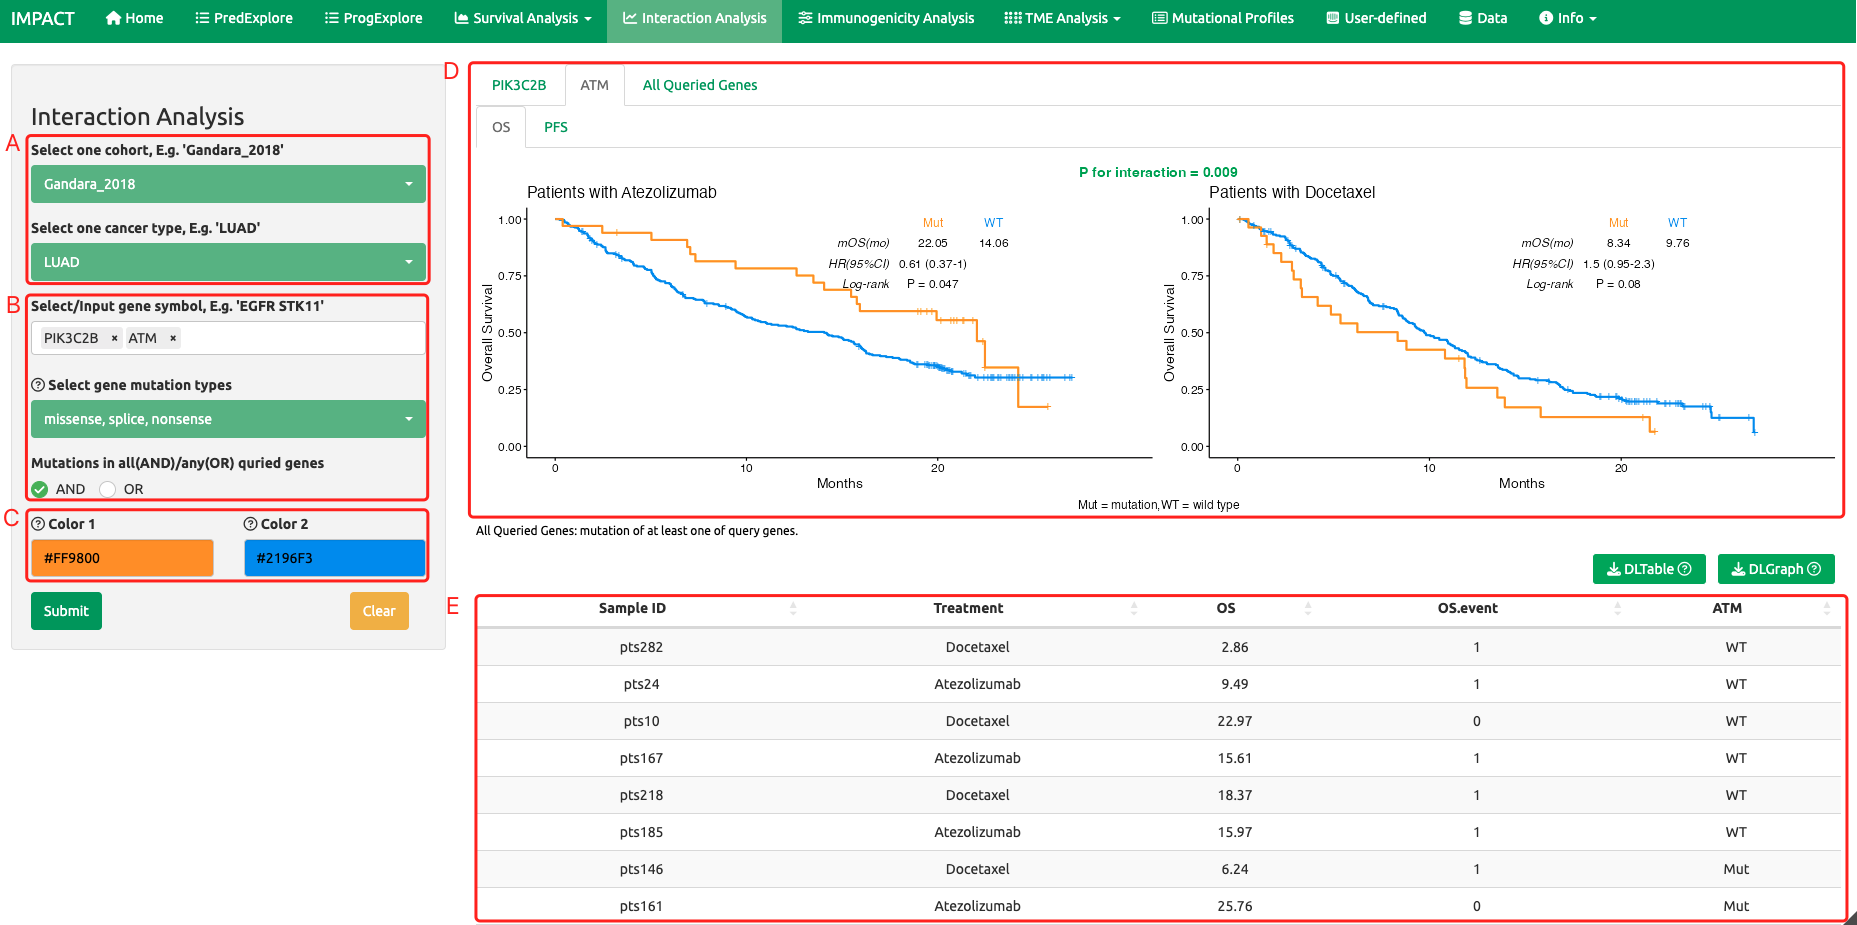 IMPACT Home PredExplore ProgExplore Survival Analysis Interaction Analysis Immunogenicity Analysis TME Analysis Mutational Profiles User-defined Data Info
Interaction Analysis
A
Select one cohort, E.g. 'Gandara_2018'
Gandara_2018
Select one cancer type, E.g. 'LUAD'
LUAD
B
Select/Input gene symbol, E.g. 'EGFR STK11'
PIK3C2B × ATM ×
? Select gene mutation types
missense, splice, nonsense
Mutations in all(AND)/any(OR) quried genes
AND OR
C
? Color 1 ? Color 2
#FF9800 #2196F3
Submit Clear
D
PIK3C2B ATM All Queried Genes
OS PFS
P for interaction = 0.009
Patients with Atezolizumab
Mut WT
mOS(mo) 22.05 14.06
HR(95%CI) 0.61 (0.37-1)
Log-rank P = 0.047
Overall Survival
1.00
0.75
0.50
0.25
0.00
0 10 20
Months
Patients with Docetaxel
Mut WT
mOS(mo) 8.34 9.76
HR(95%CI) 1.5 (0.95-2.3)
Log-rank P = 0.08
Overall Survival
1.00
0.75
0.50
0.25
0.00
0 10 20
Months
Mut = mutation,WT = wild type
All Queried Genes: mutation of at least one of query genes.
DLTable ? DLGraph ?
E
Sample ID Treatment OS OS.event ATM
pts282 Docetaxel 2.86 1 WT
pts24 Atezolizumab 9.49 1 WT
pts10 Docetaxel 22.97 0 WT
pts167 Atezolizumab 15.61 1 WT
pts218 Docetaxel 18.37 1 WT
pts185 Atezolizumab 15.97 1 WT
pts146 Docetaxel 6.24 1 Mut
pts161 Atezolizumab 25.76 0 Mut